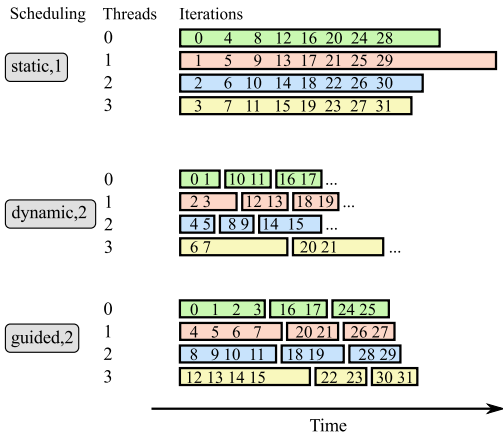 Scheduling Threads Iterations
0 0 4 8 12 16 20 24 28
static,1
1 1 5 9 13 17 21 25 29
2 2 6 10 14 18 22 26 30
3 3 7 11 15 19 23 27 31
0 0 1 10 11 16 17 ...
dynamic,2
1 2 3 12 13 18 19 ...
2 4 5 8 9 14 15 ...
3 6 7 20 21 ...
0 0 1 2 3 16 17 24 25
guided,2
1 4 5 6 7 20 21 26 27
2 8 9 10 11 18 19 28 29
3 12 13 14 15 22 23 30 31
Time